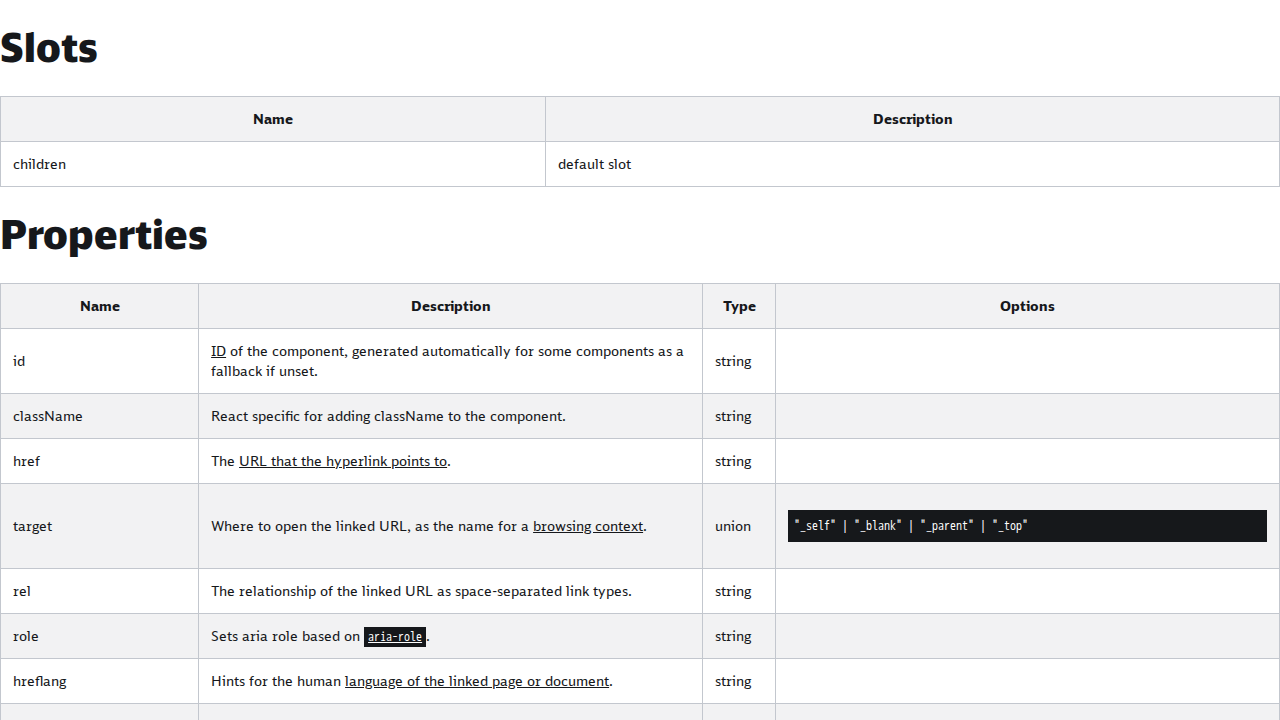 Slots
Name Description
children default slot
Properties
Name Description Type Options
id ID of the component, generated automatically for some components as a fallback if unset. string
className React specific for adding className to the component. string
href The URL that the hyperlink points to. string
target Where to open the linked URL, as the name for a browsing context. union "_self" | "_blank" | "_parent" | "_top"
rel The relationship of the linked URL as space-separated link types. string
role Sets aria role based on aria-role. string
hreflang Hints for the human language of the linked page or document. string